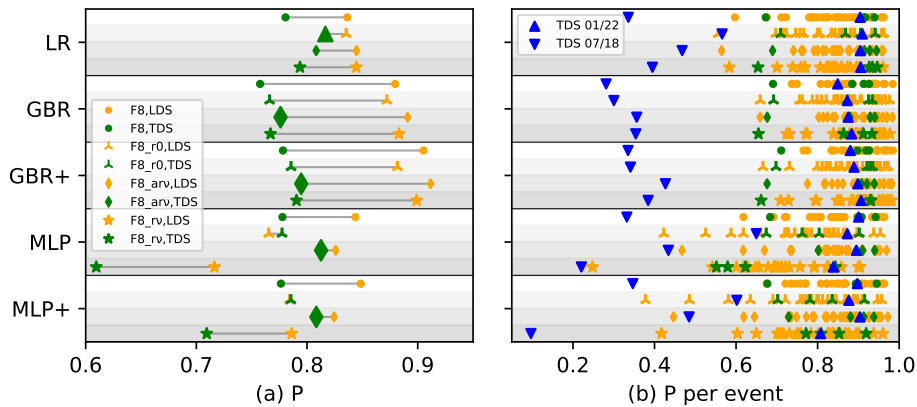 LR
GBR
GBR+
MLP
MLP+
F8,LDS
F8,TDS
F8_r0,LDS
F8_r0,TDS
F8_arv,LDS
F8_arv,TDS
F8_rv,LDS
F8_rv,TDS
0.6 0.7 0.8 0.9
(a) P
TDS 01/22
TDS 07/18
0.2 0.4 0.6 0.8 1.0
(b) P per event